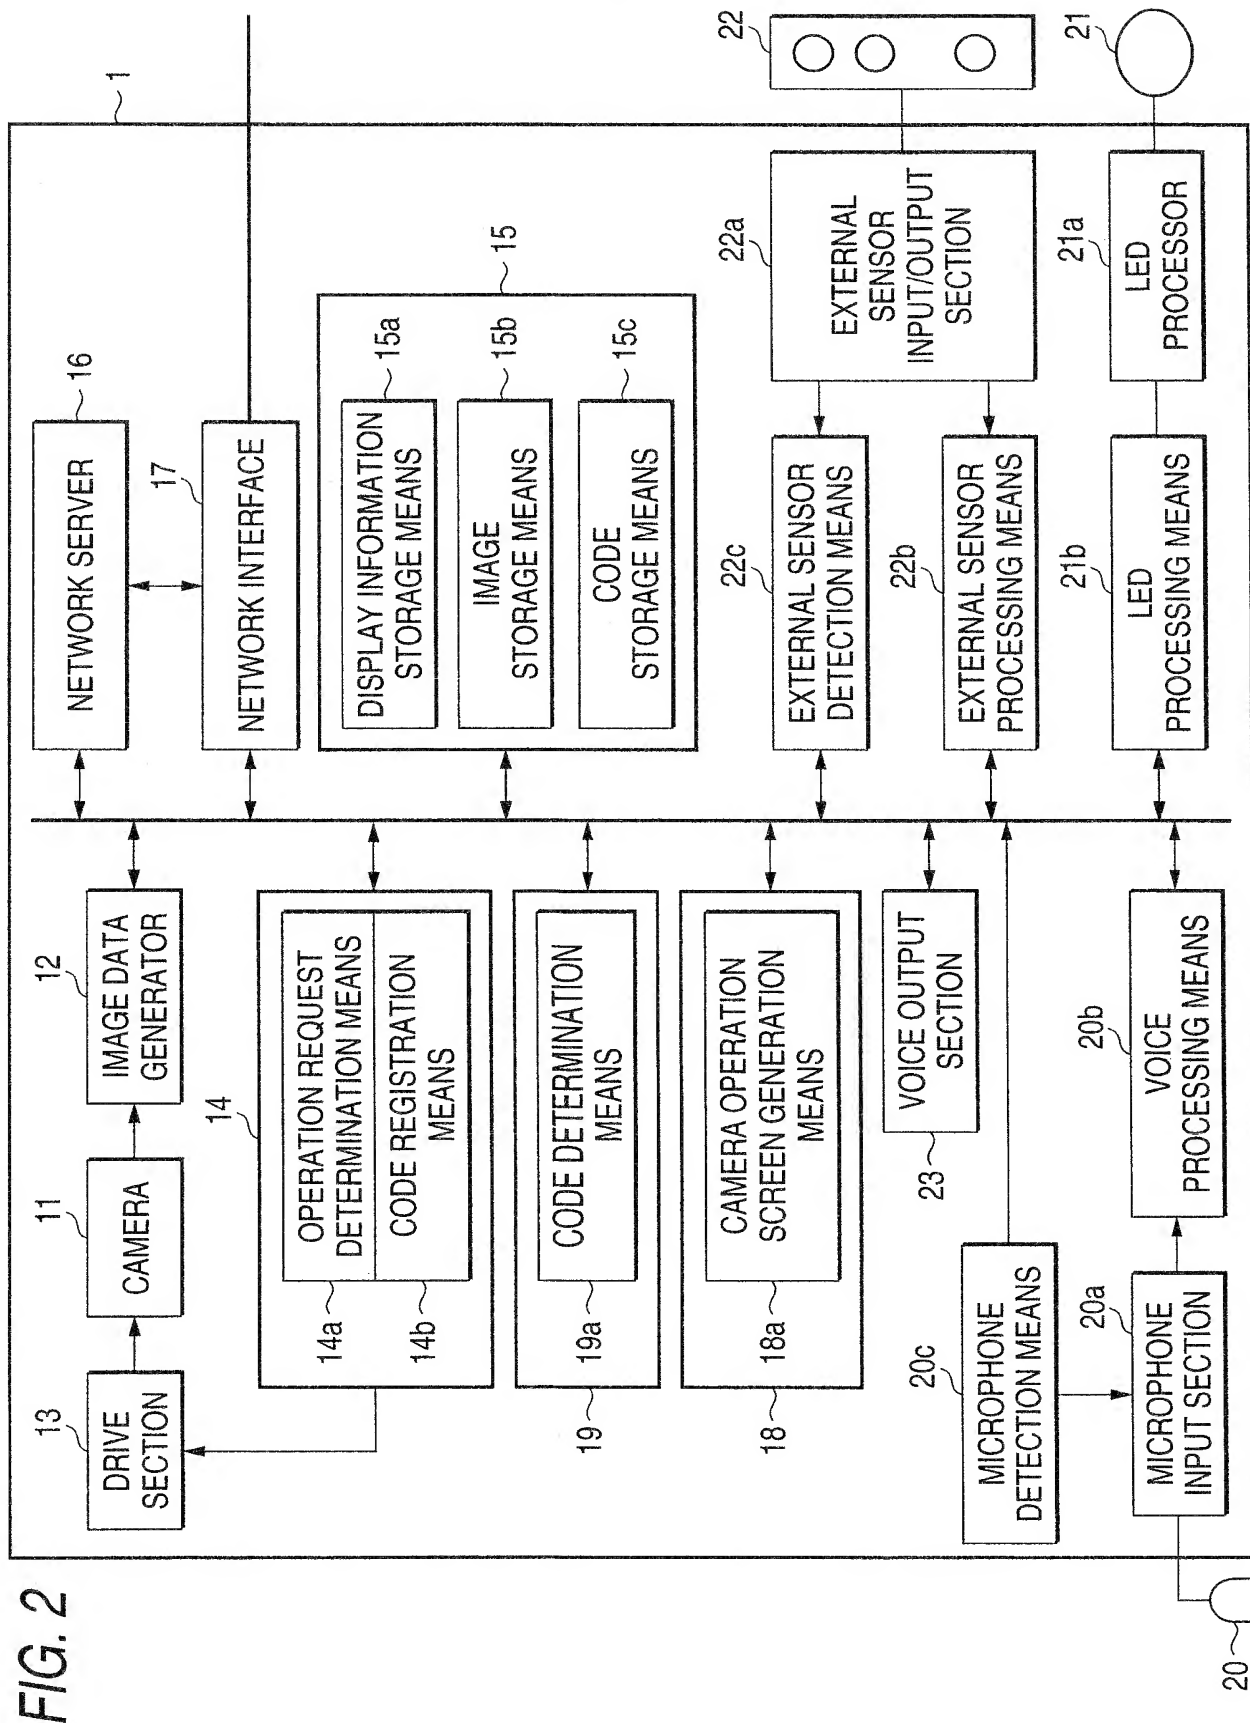 FIG. 2
1
13
DRIVE
SECTION
11
CAMERA
12
IMAGE DATA
GENERATOR
16
NETWORK SERVER
17
NETWORK INTERFACE
14
14a
OPERATION REQUEST
DETERMINATION MEANS
14b
CODE REGISTRATION
MEANS
15
DISPLAY INFORMATION
STORAGE MEANS
15a
IMAGE
STORAGE MEANS
15b
CODE
STORAGE MEANS
15c
19
19a
CODE DETERMINATION
MEANS
18
18a
CAMERA OPERATION
SCREEN GENERATION
MEANS
22c
EXTERNAL SENSOR
DETECTION MEANS
22a
EXTERNAL
SENSOR
INPUT/OUTPUT
SECTION
22
23
VOICE OUTPUT
SECTION
22b
EXTERNAL SENSOR
PROCESSING MEANS
20c
MICROPHONE
DETECTION MEANS
20a
MICROPHONE
INPUT SECTION
20b
VOICE
PROCESSING MEANS
21b
LED
PROCESSING MEANS
21a
LED
PROCESSOR
21
20